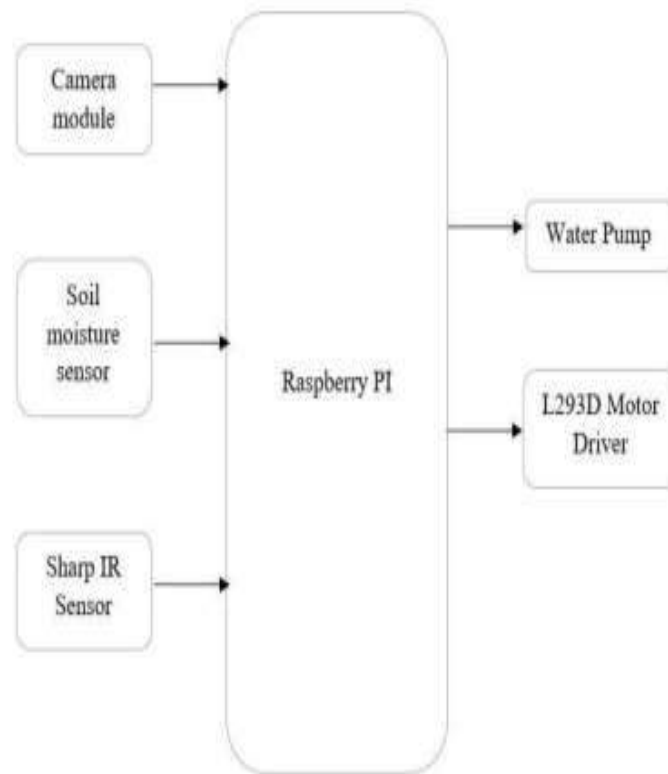 Camera
module
Soil
moisture
sensor
Sharp IR
Sensor
Raspberry PI
Water Pump
L293D Motor
Driver